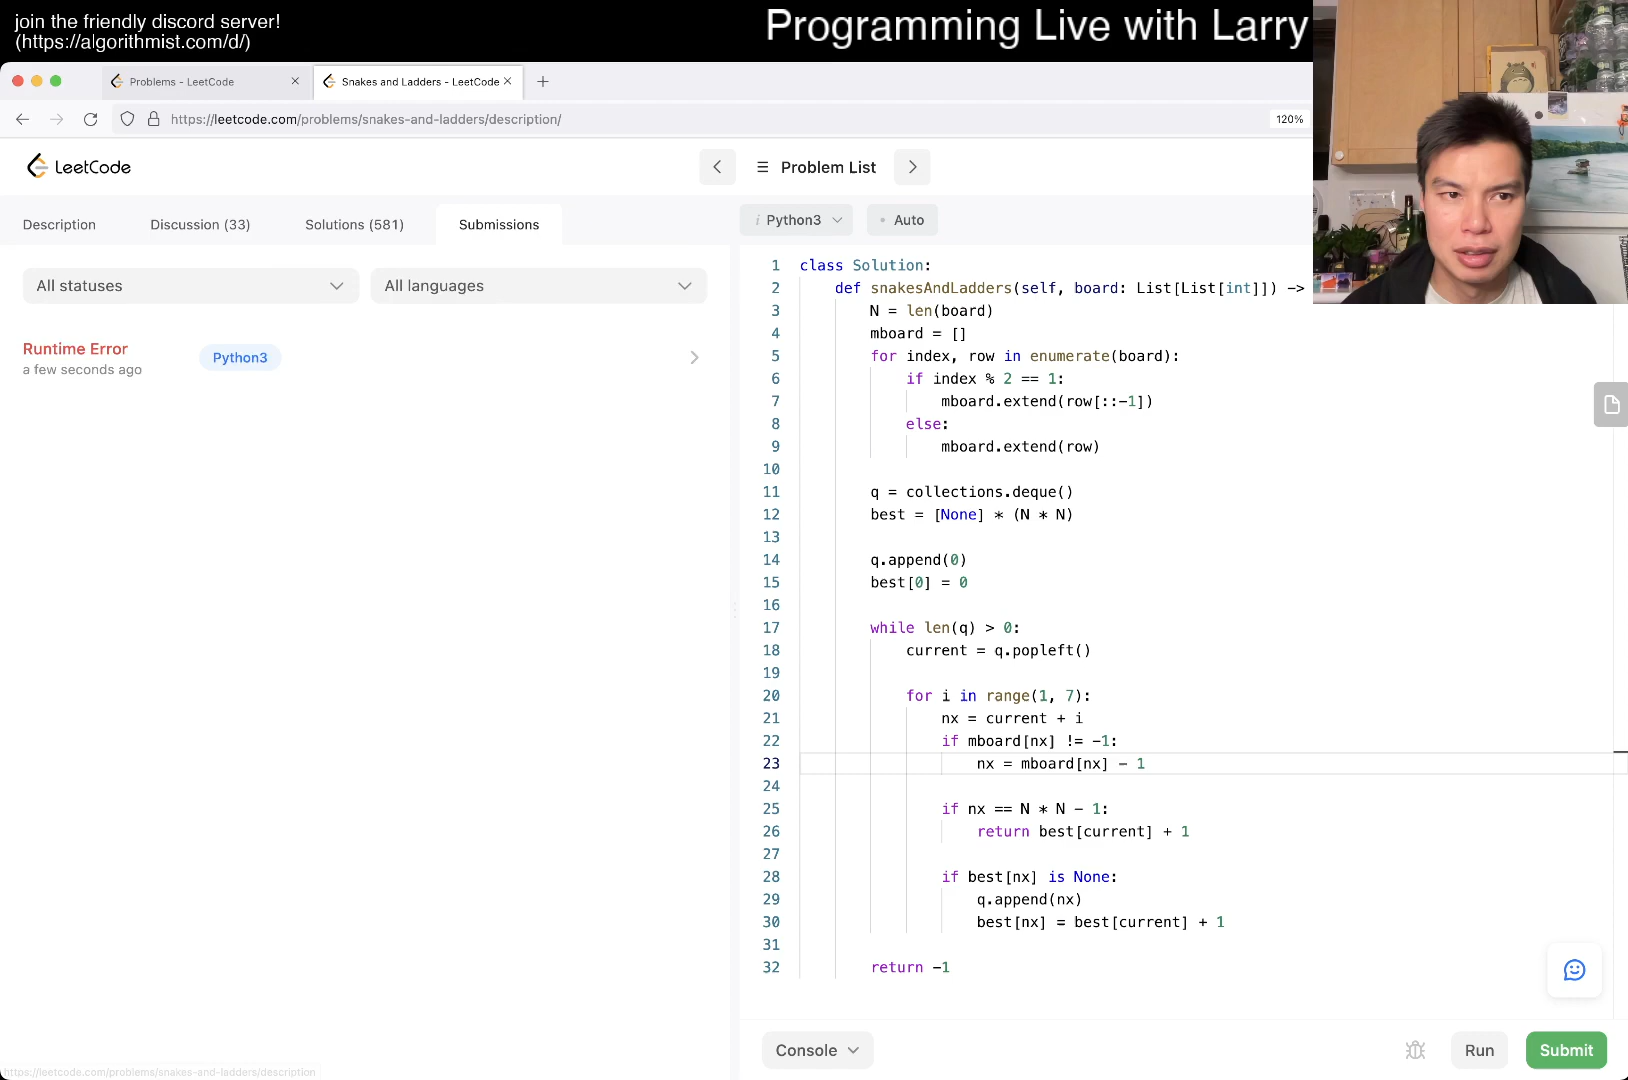 join the friendly discord server!
(https://algorithmist.com/d/)
Programming Live with Larry
Problems - LeetCode
Snakes and Ladders - LeetCode
https://leetcode.com/problems/snakes-and-ladders/description/
120%
LeetCode
Problem List
Description
Discussion (33)
Solutions (581)
Submissions
i Python3
Auto
All statuses
All languages
Runtime Error
a few seconds ago
Python3
1 class Solution:
2 def snakesAndLadders(self, board: List[List[int]]) ->
3 N = len(board)
4 mboard = []
5 for index, row in enumerate(board):
6 if index % 2 == 1:
7 mboard.extend(row[::-1])
8 else:
9 mboard.extend(row)
10
11 q = collections.deque()
12 best = [None] * (N * N)
13
14 q.append(0)
15 best[0] = 0
16
17 while len(q) > 0:
18 current = q.popleft()
19
20 for i in range(1, 7):
21 nx = current + i
22 if mboard[nx] != -1:
23 nx = mboard[nx] - 1
24
25 if nx == N * N - 1:
26 return best[current] + 1
27
28 if best[nx] is None:
29 q.append(nx)
30 best[nx] = best[current] + 1
31
32 return -1
Console
Run
Submit
https://leetcode.com/problems/snakes-and-ladders/description